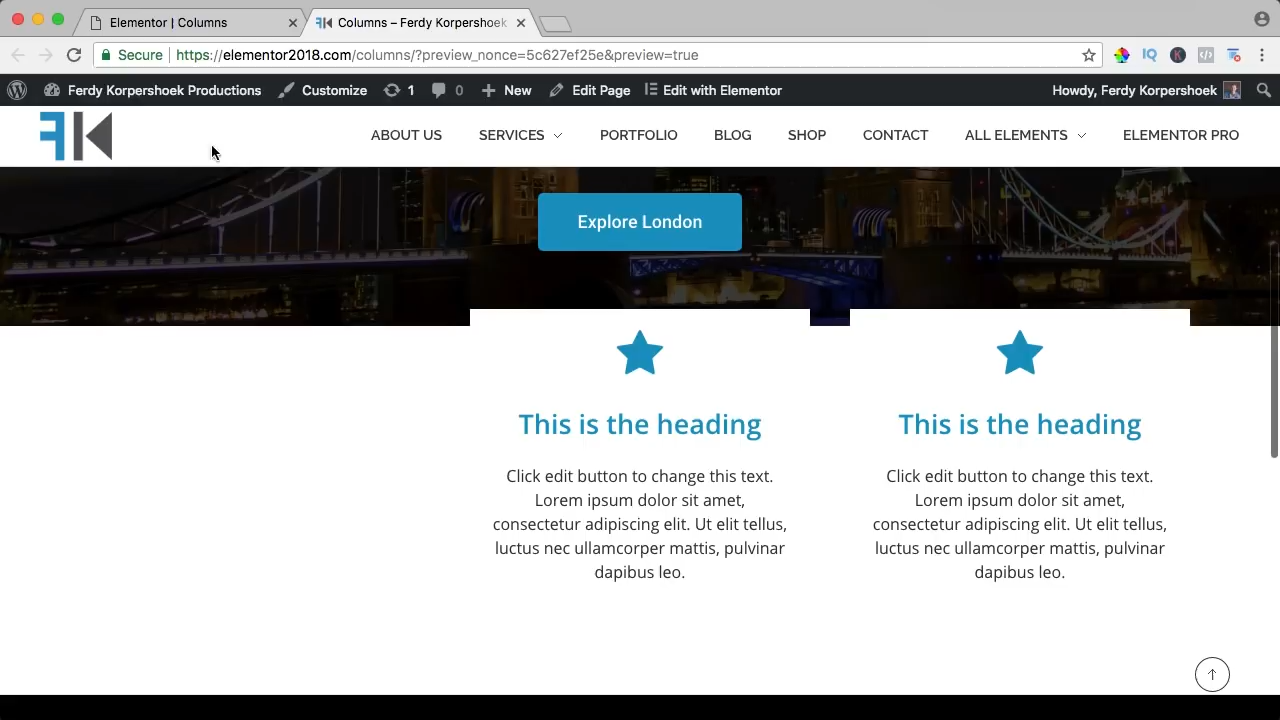 Elementor | Columns
Columns – Ferdy Korpershoek
Secure
https://elementor2018.com/columns/?preview_nonce=5c627ef25e&preview=true
Ferdy Korpershoek Productions
Customize
1
0
New
Edit Page
Edit with Elementor
Howdy, Ferdy Korpershoek
FK
ABOUT US
SERVICES
PORTFOLIO
BLOG
SHOP
CONTACT
ALL ELEMENTS
ELEMENTOR PRO
Explore London
This is the heading
Click edit button to change this text.
Lorem ipsum dolor sit amet,
consectetur adipiscing elit. Ut elit tellus,
luctus nec ullamcorper mattis, pulvinar
dapibus leo.
This is the heading
Click edit button to change this text.
Lorem ipsum dolor sit amet,
consectetur adipiscing elit. Ut elit tellus,
luctus nec ullamcorper mattis, pulvinar
dapibus leo.